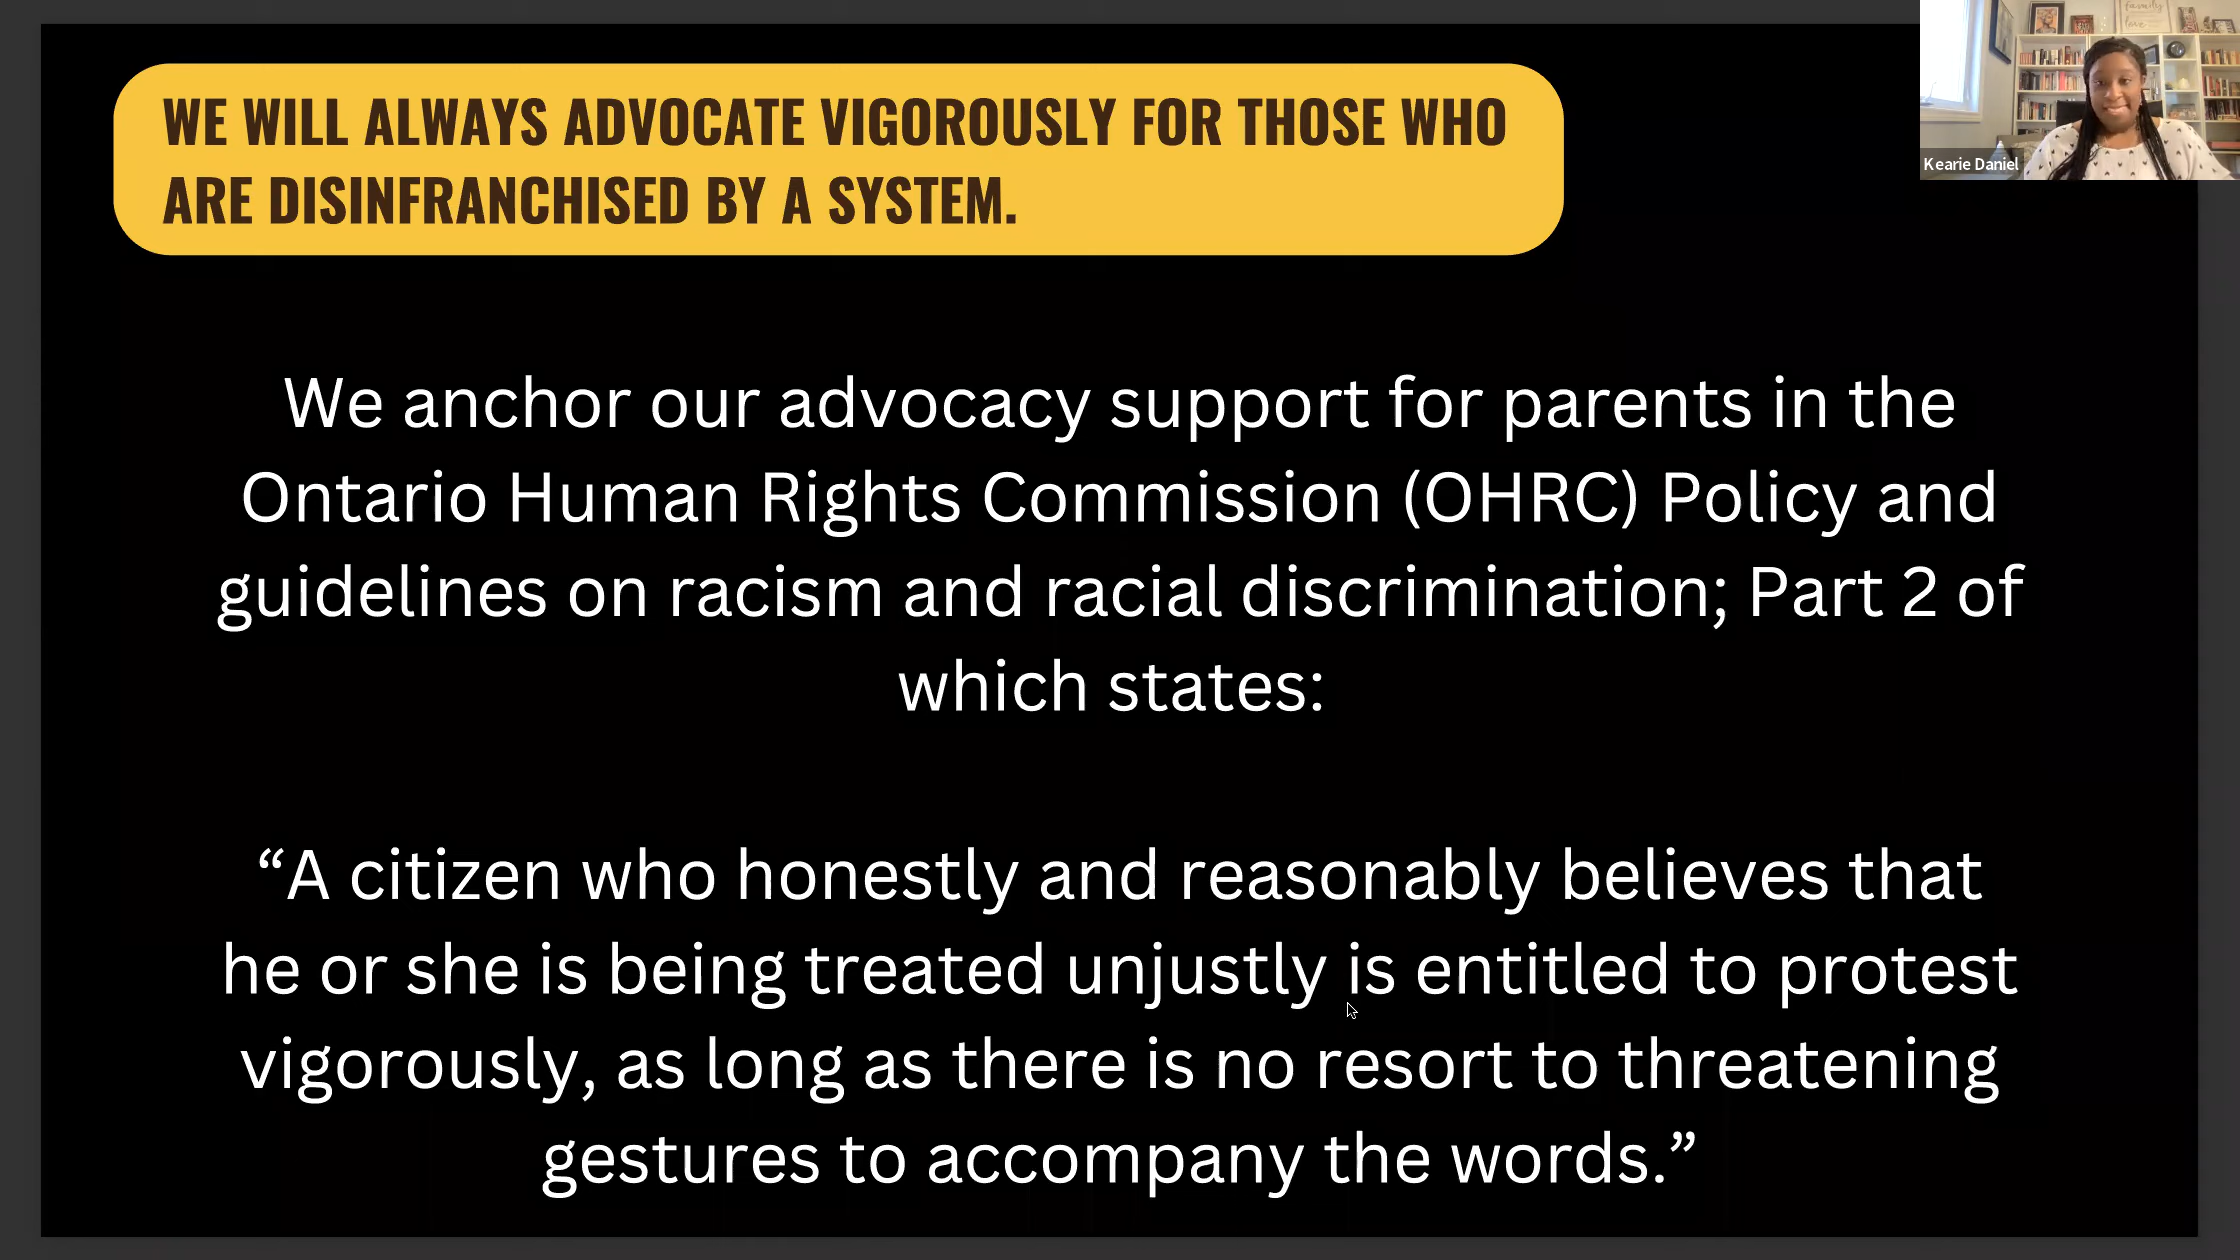 WE WILL ALWAYS ADVOCATE VIGOROUSLY FOR THOSE WHO
ARE DISINFRANCHISED BY A SYSTEM.
family
love
Kearie Daniel
We anchor our advocacy support for parents in the
Ontario Human Rights Commission (OHRC) Policy and
guidelines on racism and racial discrimination; Part 2 of
which states:
“A citizen who honestly and reasonably believes that
he or she is being treated unjustly is entitled to protest
vigorously, as long as there is no resort to threatening
gestures to accompany the words.”